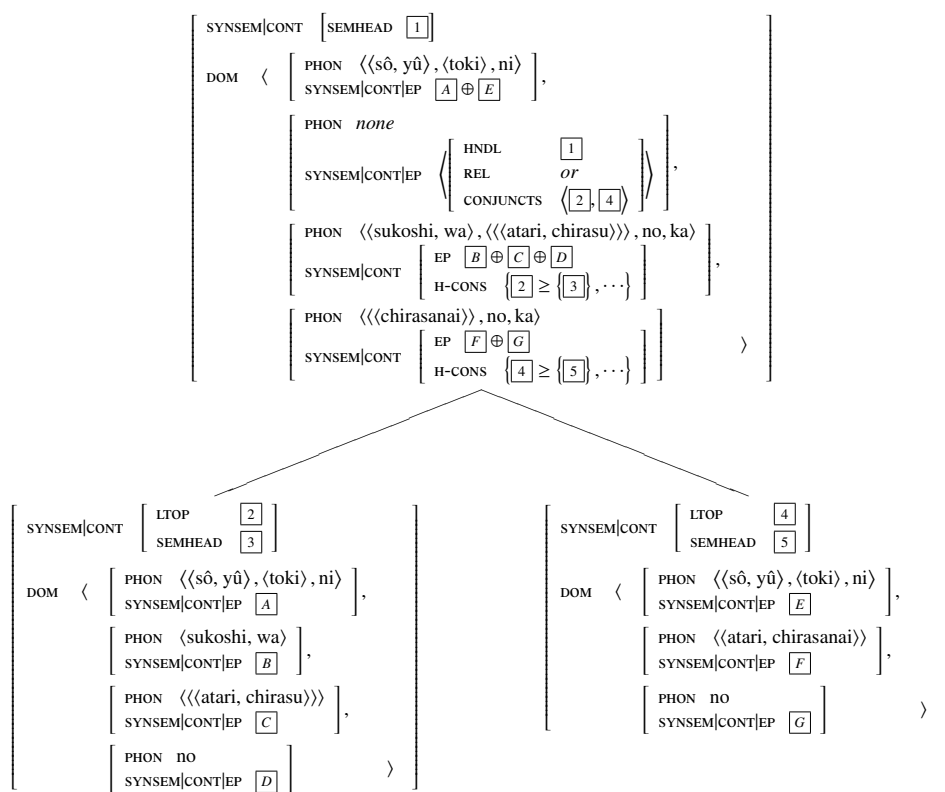 SYNSEM|CONT [SEMHEAD 1]
DOM ⟨ [PHON ⟨⟨sô, yû⟩, ⟨toki⟩, ni⟩
SYNSEM|CONT|EP A ⊕ E],
[PHON none
SYNSEM|CONT|EP ⟨[HNDL 1
REL or
CONJUNCTS ⟨2, 4⟩]⟩],
[PHON ⟨⟨sukoshi, wa⟩, ⟨⟨⟨atari, chirasu⟩⟩⟩, no, ka⟩
SYNSEM|CONT [EP B ⊕ C ⊕ D
H-CONS {2 ≥ {3}, ···}]],
[PHON ⟨⟨⟨chirasanai⟩⟩, no, ka⟩
SYNSEM|CONT [EP F ⊕ G
H-CONS {4 ≥ {5}, ···}]] ⟩
SYNSEM|CONT [LTOP 2
SEMHEAD 3]
DOM ⟨ [PHON ⟨⟨sô, yû⟩, ⟨toki⟩, ni⟩
SYNSEM|CONT|EP A],
[PHON ⟨sukoshi, wa⟩
SYNSEM|CONT|EP B],
[PHON ⟨⟨⟨atari, chirasu⟩⟩⟩
SYNSEM|CONT|EP C],
[PHON no
SYNSEM|CONT|EP D] ⟩
SYNSEM|CONT [LTOP 4
SEMHEAD 5]
DOM ⟨ [PHON ⟨⟨sô, yû⟩, ⟨toki⟩, ni⟩
SYNSEM|CONT|EP E],
[PHON ⟨⟨atari, chirasanai⟩⟩
SYNSEM|CONT|EP F],
[PHON no
SYNSEM|CONT|EP G] ⟩